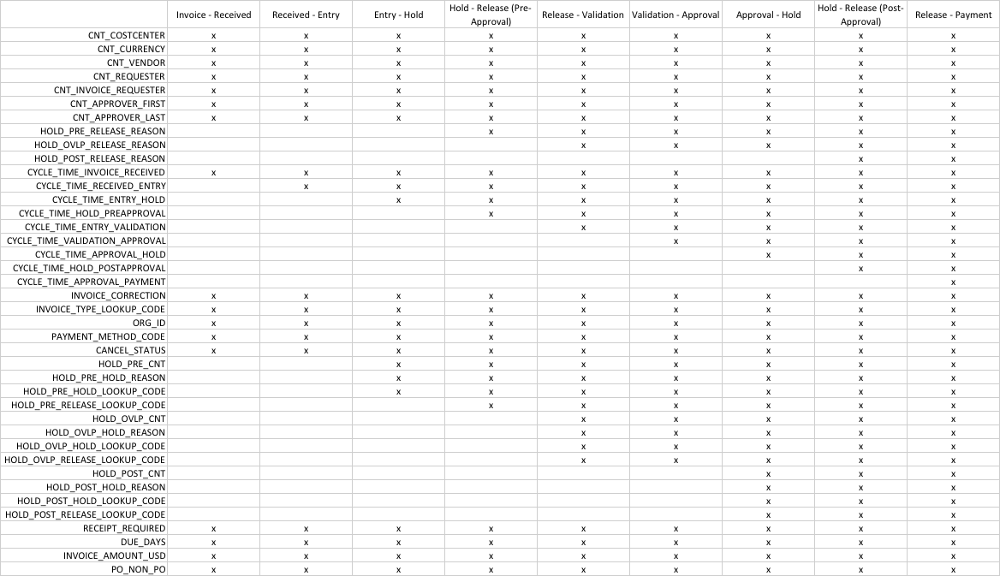 Invoice - Received Received - Entry Entry - Hold Hold - Release (Pre-Approval) Release - Validation Validation - Approval Approval - Hold Hold - Release (Post-Approval) Release - Payment
CNT_COSTCENTER x x x x x x x x x
CNT_CURRENCY x x x x x x x x x
CNT_VENDOR x x x x x x x x x
CNT_REQUESTER x x x x x x x x x
CNT_INVOICE_REQUESTER x x x x x x x x x
CNT_APPROVER_FIRST x x x x x x x x x
CNT_APPROVER_LAST x x x x x x x x x
HOLD_PRE_RELEASE_REASON x x x x x x
HOLD_OVLP_RELEASE_REASON x x x x x
HOLD_POST_RELEASE_REASON x x
CYCLE_TIME_INVOICE_RECEIVED x x x x x x x x x
CYCLE_TIME_RECEIVED_ENTRY x x x x x x x x
CYCLE_TIME_ENTRY_HOLD x x x x x x x
CYCLE_TIME_HOLD_PREAPPROVAL x x x x x x
CYCLE_TIME_ENTRY_VALIDATION x x x x x
CYCLE_TIME_VALIDATION_APPROVAL x x x x
CYCLE_TIME_APPROVAL_HOLD x x x
CYCLE_TIME_HOLD_POSTAPPROVAL x x
CYCLE_TIME_APPROVAL_PAYMENT x
INVOICE_CORRECTION x x x x x x x x x
INVOICE_TYPE_LOOKUP_CODE x x x x x x x x x
ORG_ID x x x x x x x x x
PAYMENT_METHOD_CODE x x x x x x x x x
CANCEL_STATUS x x x x x x x x x
HOLD_PRE_CNT x x x x x x x
HOLD_PRE_HOLD_REASON x x x x x x x
HOLD_PRE_HOLD_LOOKUP_CODE x x x x x x x
HOLD_PRE_RELEASE_LOOKUP_CODE x x x x x x
HOLD_OVLP_CNT x x x x x
HOLD_OVLP_HOLD_REASON x x x x x
HOLD_OVLP_HOLD_LOOKUP_CODE x x x x x
HOLD_OVLP_RELEASE_LOOKUP_CODE x x x x x
HOLD_POST_CNT x x x
HOLD_POST_HOLD_REASON x x x
HOLD_POST_HOLD_LOOKUP_CODE x x x
HOLD_POST_RELEASE_LOOKUP_CODE x x x
RECEIPT_REQUIRED x x x x x x x x x
DUE_DAYS x x x x x x x x x
INVOICE_AMOUNT_USD x x x x x x x x x
PO_NON_PO x x x x x x x x x